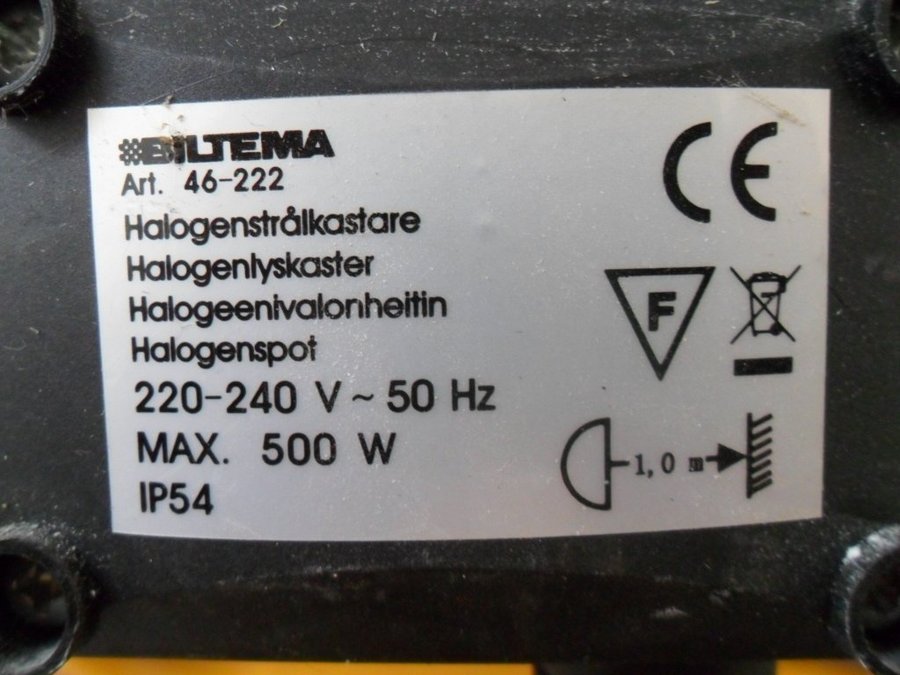 BILTEMA
Art. 46-222
Halogenstrålkastare
Halogenlyskaster
Halogeenivalonheitin
Halogenspot
220-240 V ~ 50 Hz
MAX. 500 W
IP54
CE
F
1,0 m